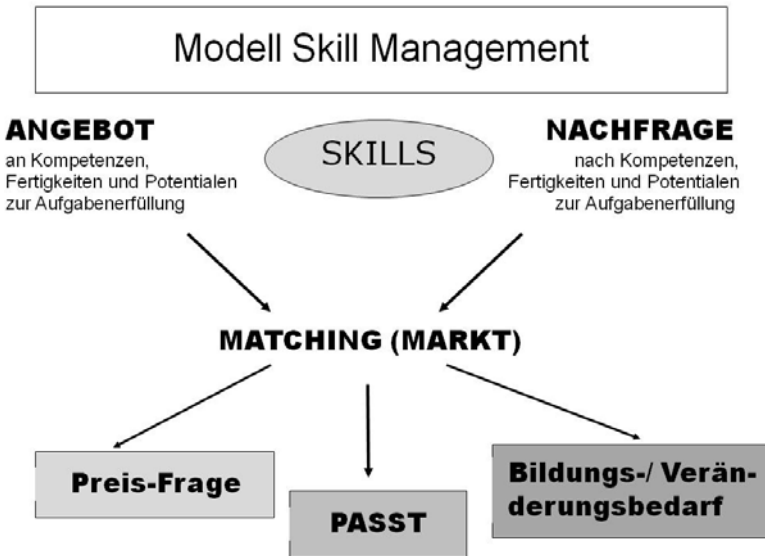 Modell Skill Management
ANGEBOT
an Kompetenzen,
Fertigkeiten und Potentialen
zur Aufgabenerfüllung
SKILLS
NACHFRAGE
nach Kompetenzen,
Fertigkeiten und Potentialen
zur Aufgabenerfüllung
MATCHING (MARKT)
Preis-Frage
PASST
Bildungs-/ Verän-
derungsbedarf